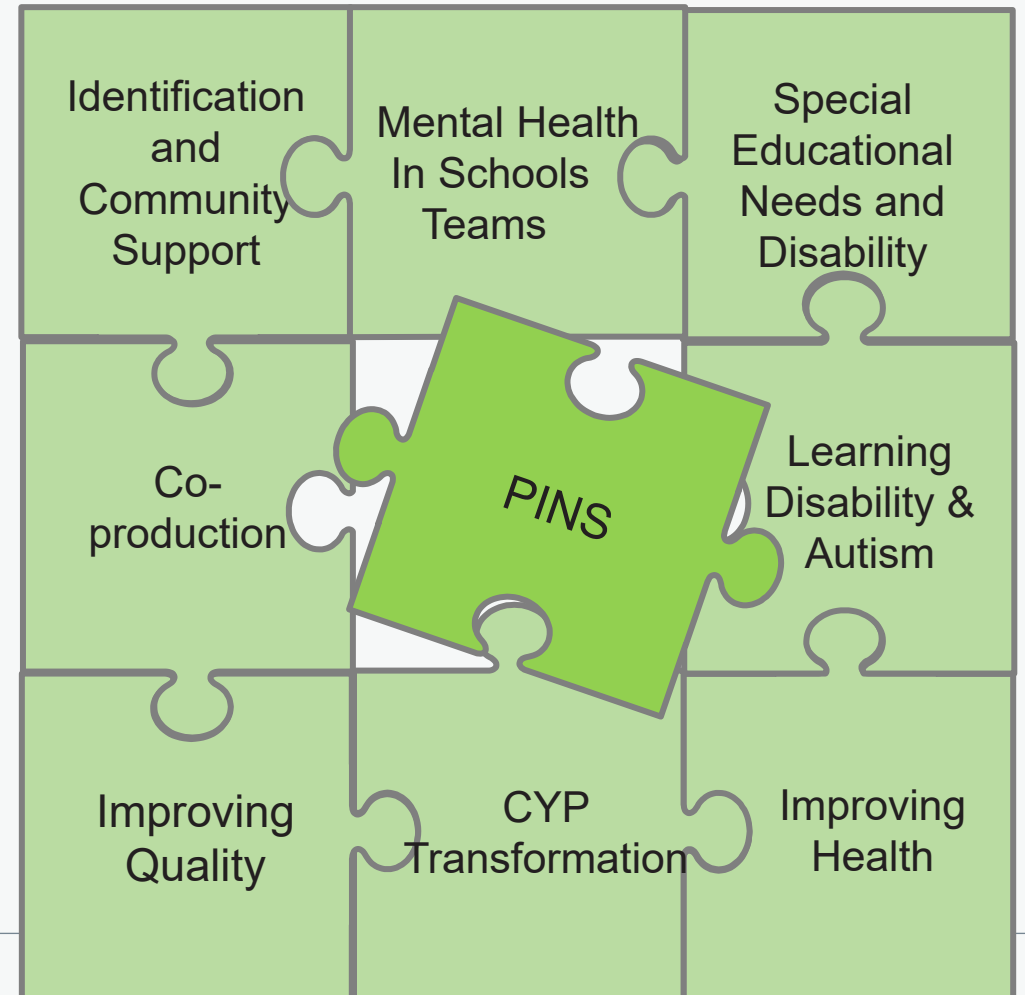 Identification
and
Community
Support
Mental Health
In Schools
Teams
Special
Educational
Needs and
Disability
Co-
production
PINS
Learning
Disability &
Autism
Improving
Quality
CYP
Transformation
Improving
Health